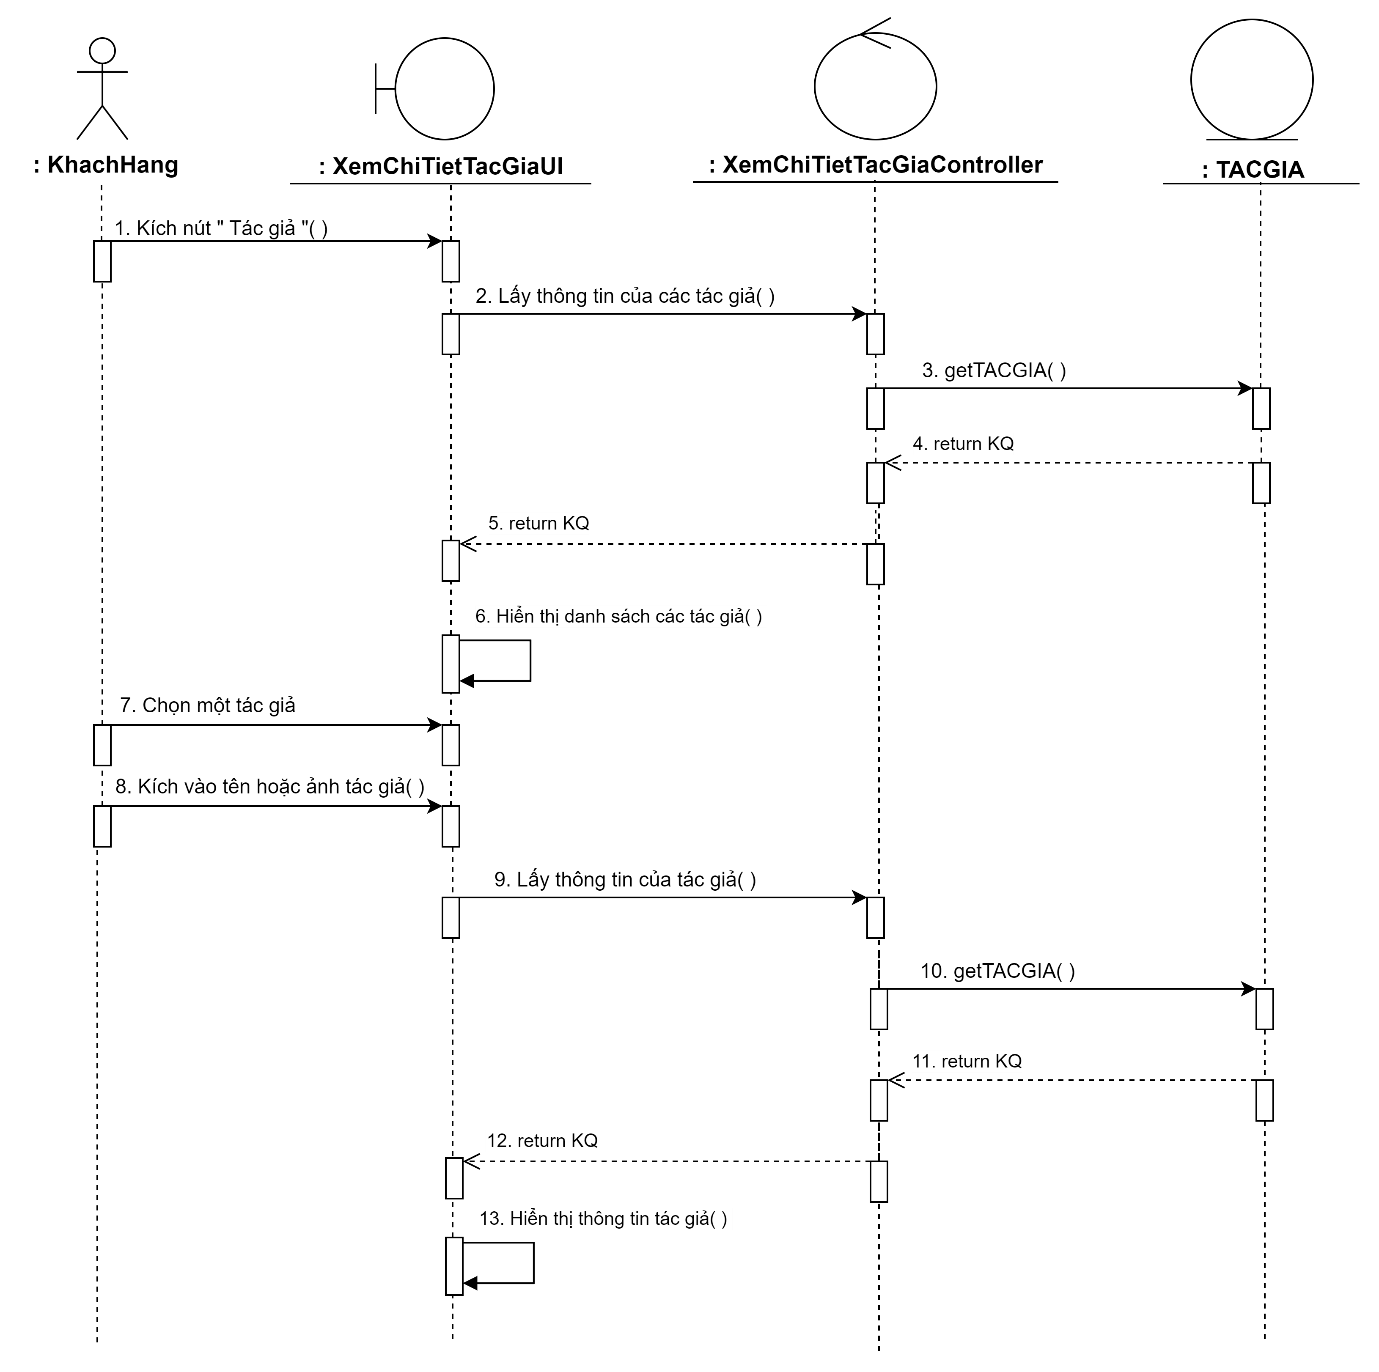 : KhachHang
: XemChiTietTacGiaUI
: XemChiTietTacGiaController
: TACGIA
1. Kích nút " Tác giả "( )
2. Lấy thông tin của các tác giả( )
3. getTACGIA( )
4. return KQ
5. return KQ
6. Hiển thị danh sách các tác giả( )
7. Chọn một tác giả
8. Kích vào tên hoặc ảnh tác giả( )
9. Lấy thông tin của tác giả( )
10. getTACGIA( )
11. return KQ
12. return KQ
13. Hiển thị thông tin tác giả( )